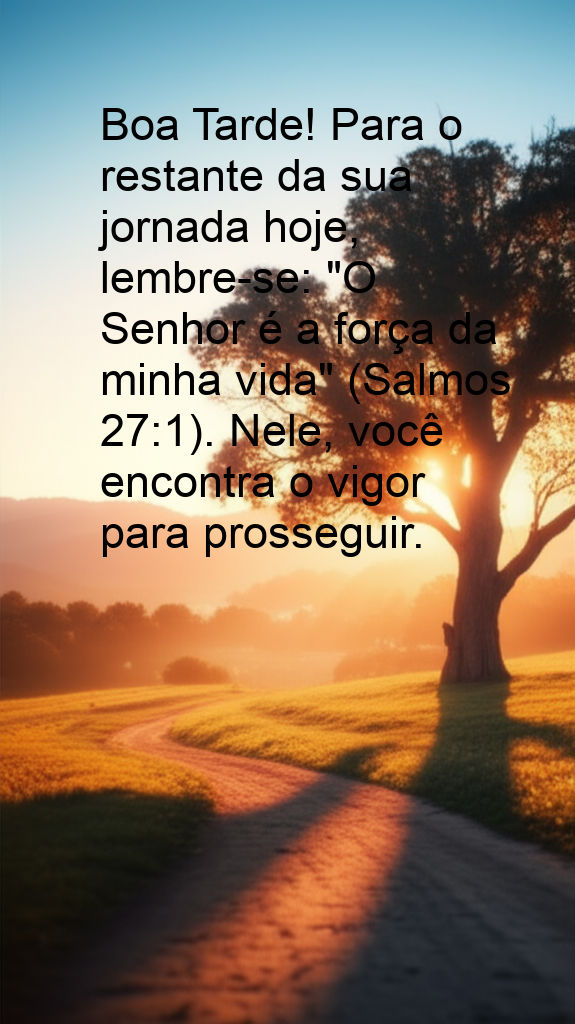 Boa Tarde! Para o
restante da sua
jornada hoje,
lembre-se: "O
Senhor é a força da
minha vida" (Salmos
27:1). Nele, você
encontra o vigor
para prosseguir.